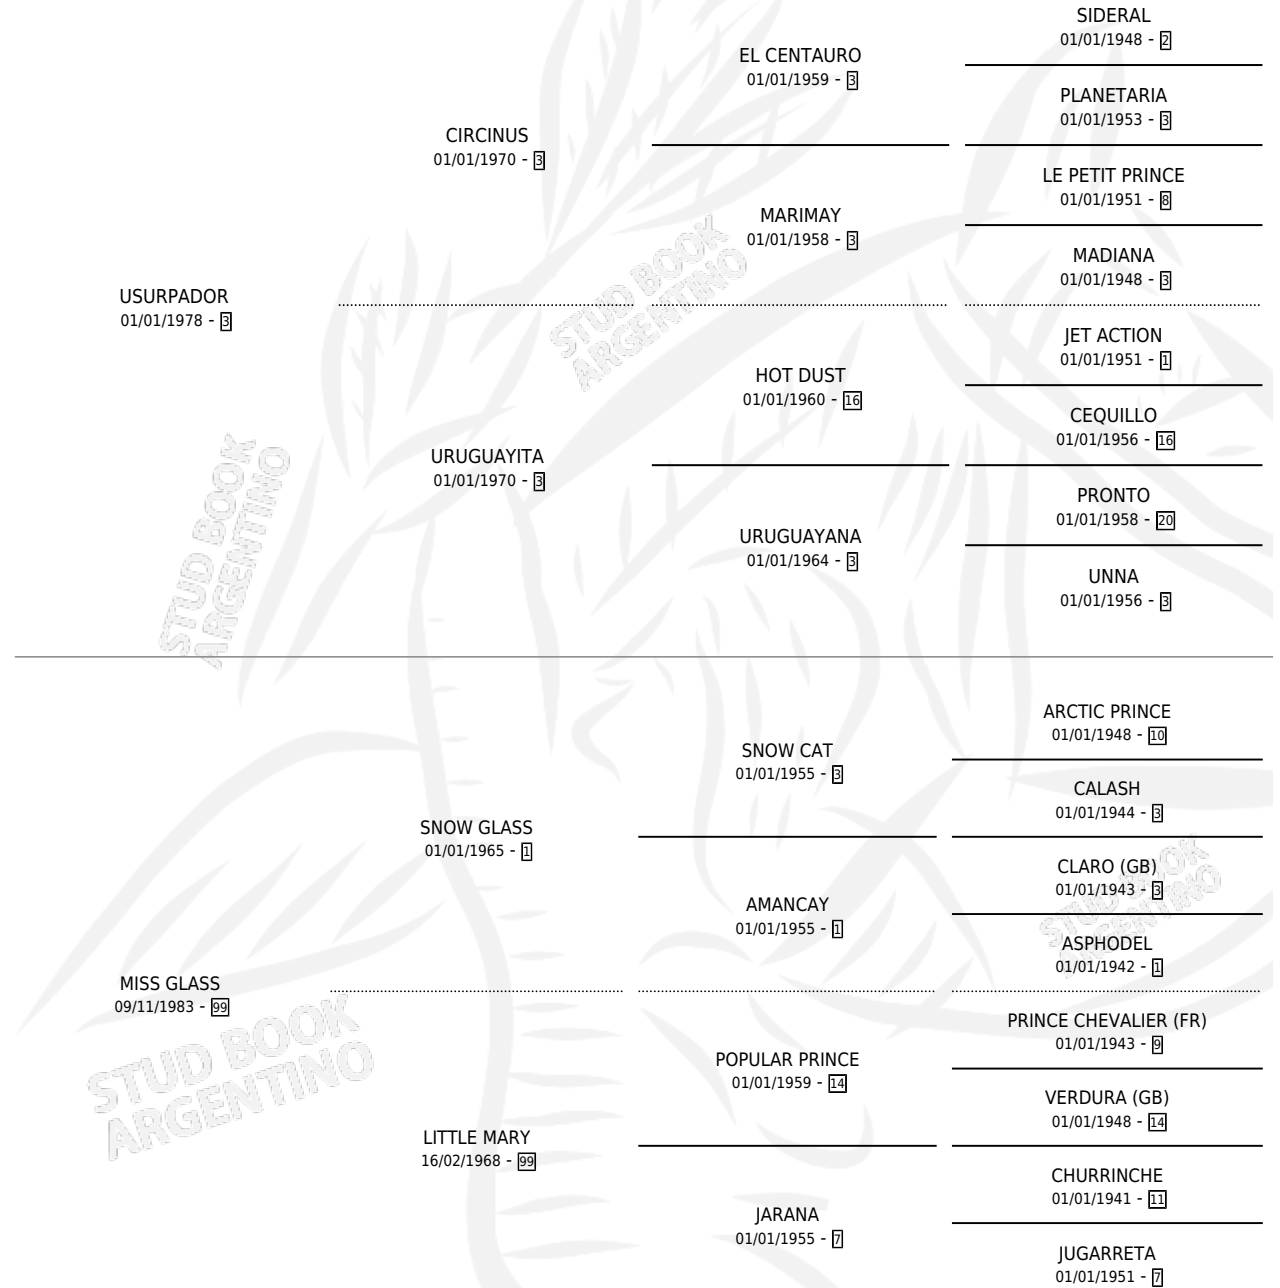 SIDERAL
01/01/1948 - 2
EL CENTAURO
01/01/1959 - 3
PLANETARIA
01/01/1953 - 3
CIRCINUS
01/01/1970 - 3
LE PETIT PRINCE
01/01/1951 - 8
MARIMAY
01/01/1958 - 3
MADIANA
01/01/1948 - 3
USURPADOR
01/01/1978 - 3
JET ACTION
01/01/1951 - 1
HOT DUST
01/01/1960 - 16
CEQUILLO
01/01/1956 - 16
URUGUAYITA
01/01/1970 - 3
PRONTO
01/01/1958 - 20
URUGUAYANA
01/01/1964 - 3
UNNA
01/01/1956 - 3
ARCTIC PRINCE
01/01/1948 - 10
SNOW CAT
01/01/1955 - 3
CALASH
01/01/1944 - 3
SNOW GLASS
01/01/1965 - 1
CLARO (GB)
01/01/1943 - 3
AMANCAY
01/01/1955 - 1
ASPHODEL
01/01/1942 - 1
MISS GLASS
09/11/1983 - 99
PRINCE CHEVALIER (FR)
01/01/1943 - 9
POPULAR PRINCE
01/01/1959 - 14
VERDURA (GB)
01/01/1948 - 14
LITTLE MARY
16/02/1968 - 99
CHURRINCHE
01/01/1941 - 11
JARANA
01/01/1955 - 7
JUGARRETA
01/01/1951 - 7
STUD BOOK
ARGENTINO
STUD BOOK
ARGENTINO
STUD BOOK
ARGENTINO
STUD BOOK
ARGENTINO